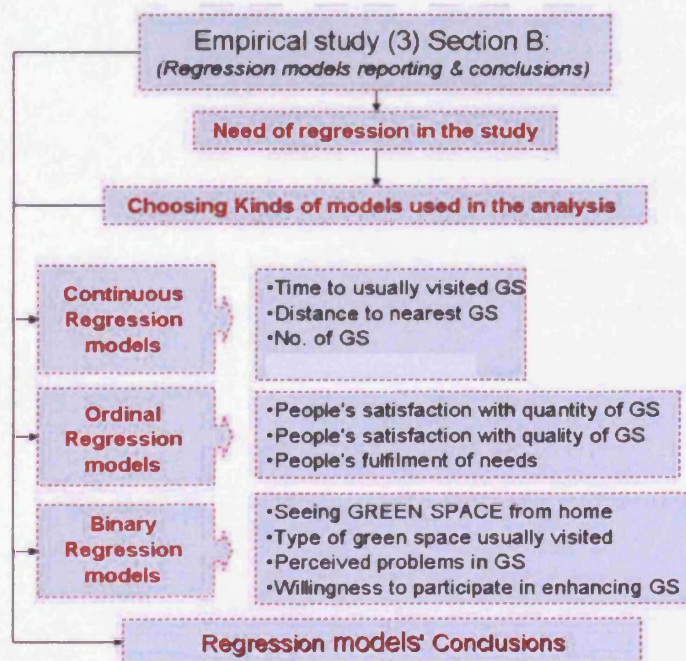 Empirical study (3) Section B:
(Regression models reporting & conclusions)
Need of regression in the study
Choosing Kinds of models used in the analysis
Continuous
Regression
models
•Time to usually visited GS
•Distance to nearest GS
•No. of GS
Ordinal
Regression
models
•People's satisfaction with quantity of GS
•People's satisfaction with quality of GS
•People's fulfilment of needs
Binary
Regression
models
•Seeing GREEN SPACE from home
•Type of green space usually visited
•Perceived problems in GS
•Willingness to participate in enhancing GS
Regression models' Conclusions